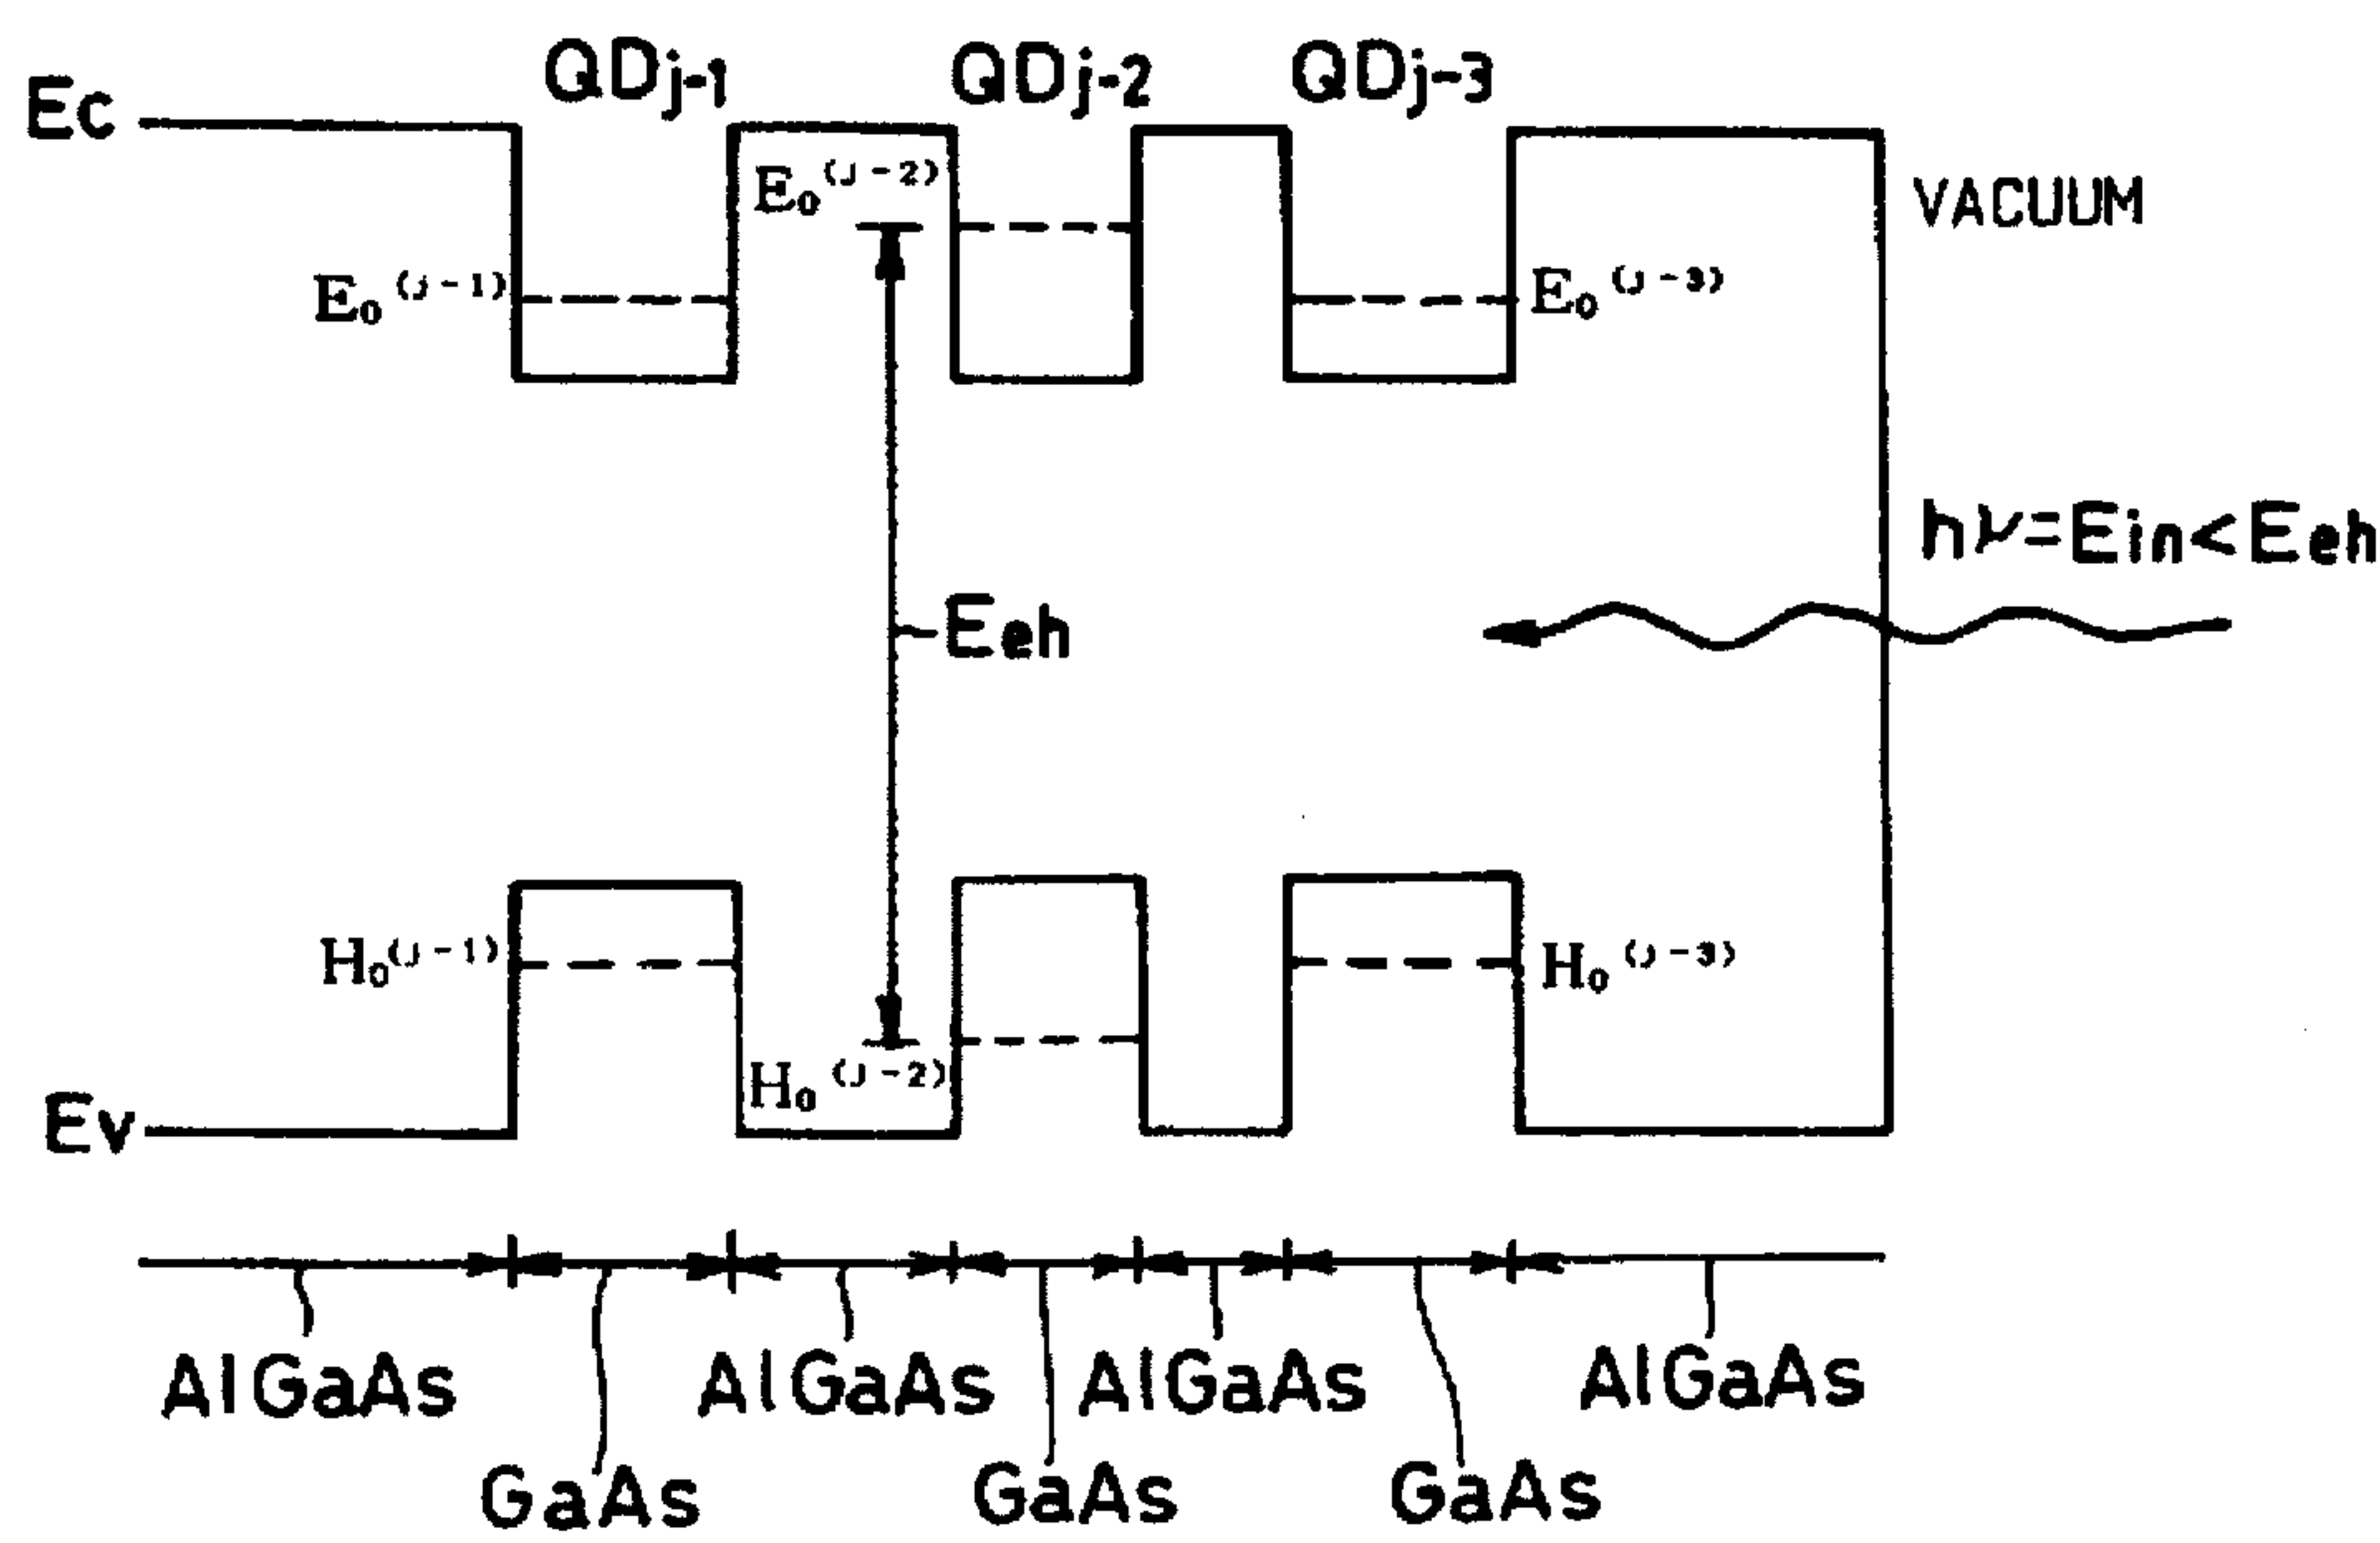 QDj-1 QDj-2 QDj-3
Ec
E₀(J-2)
VACUUM
E₀(J-1)
E₀(J-3)
hν=Ein<Eeh
Eeh
H₀(J-1)
H₀(J-3)
H₀(J-2)
Ev
AlGaAs AlGaAs AlGaAs AlGaAs
GaAs GaAs GaAs